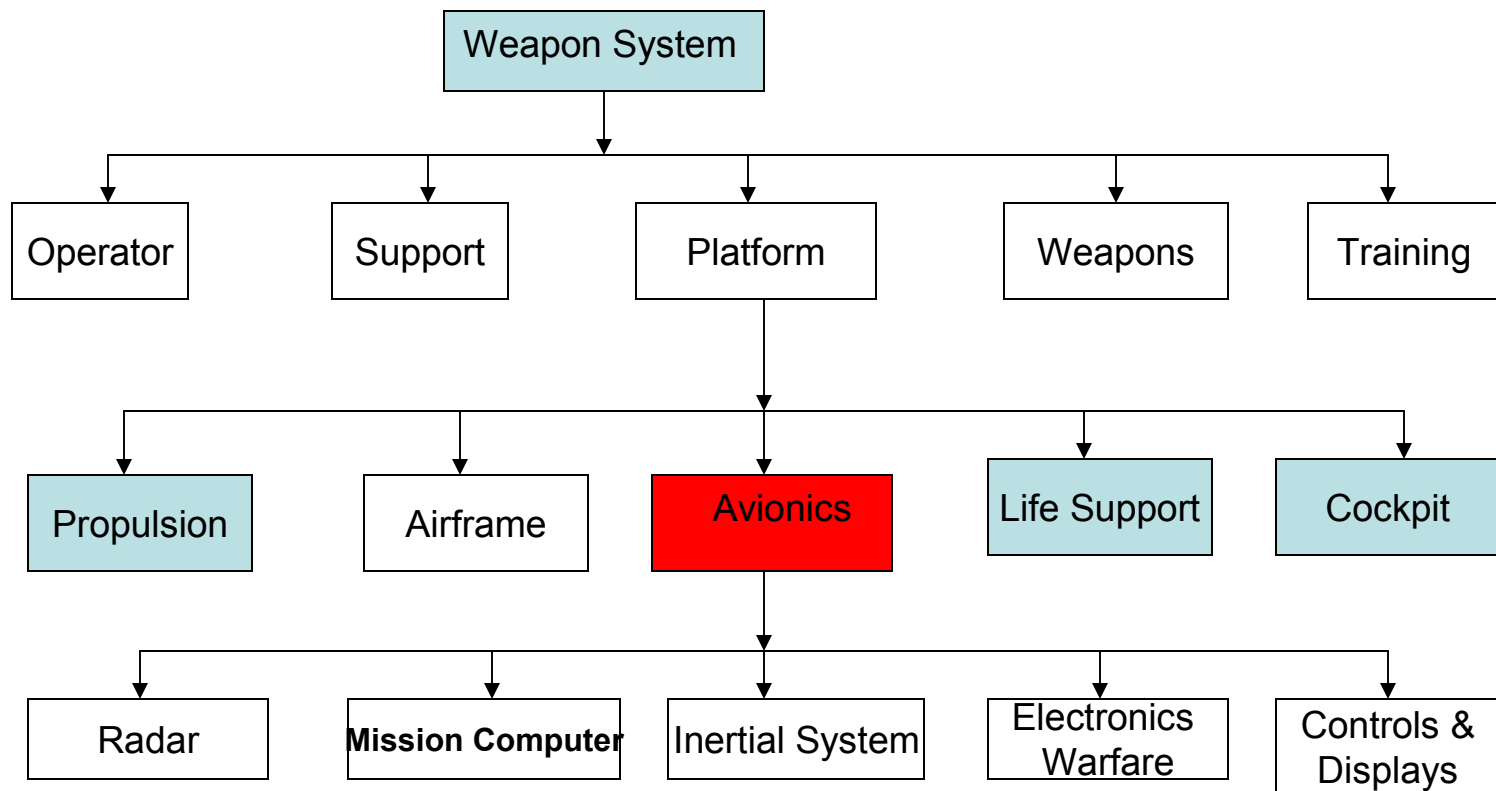 Weapon System
Operator
Support
Platform
Weapons
Training
Propulsion
Airframe
Avionics
Life Support
Cockpit
Radar
Mission Computer
Inertial System
Electronics
Warfare
Controls &
Displays